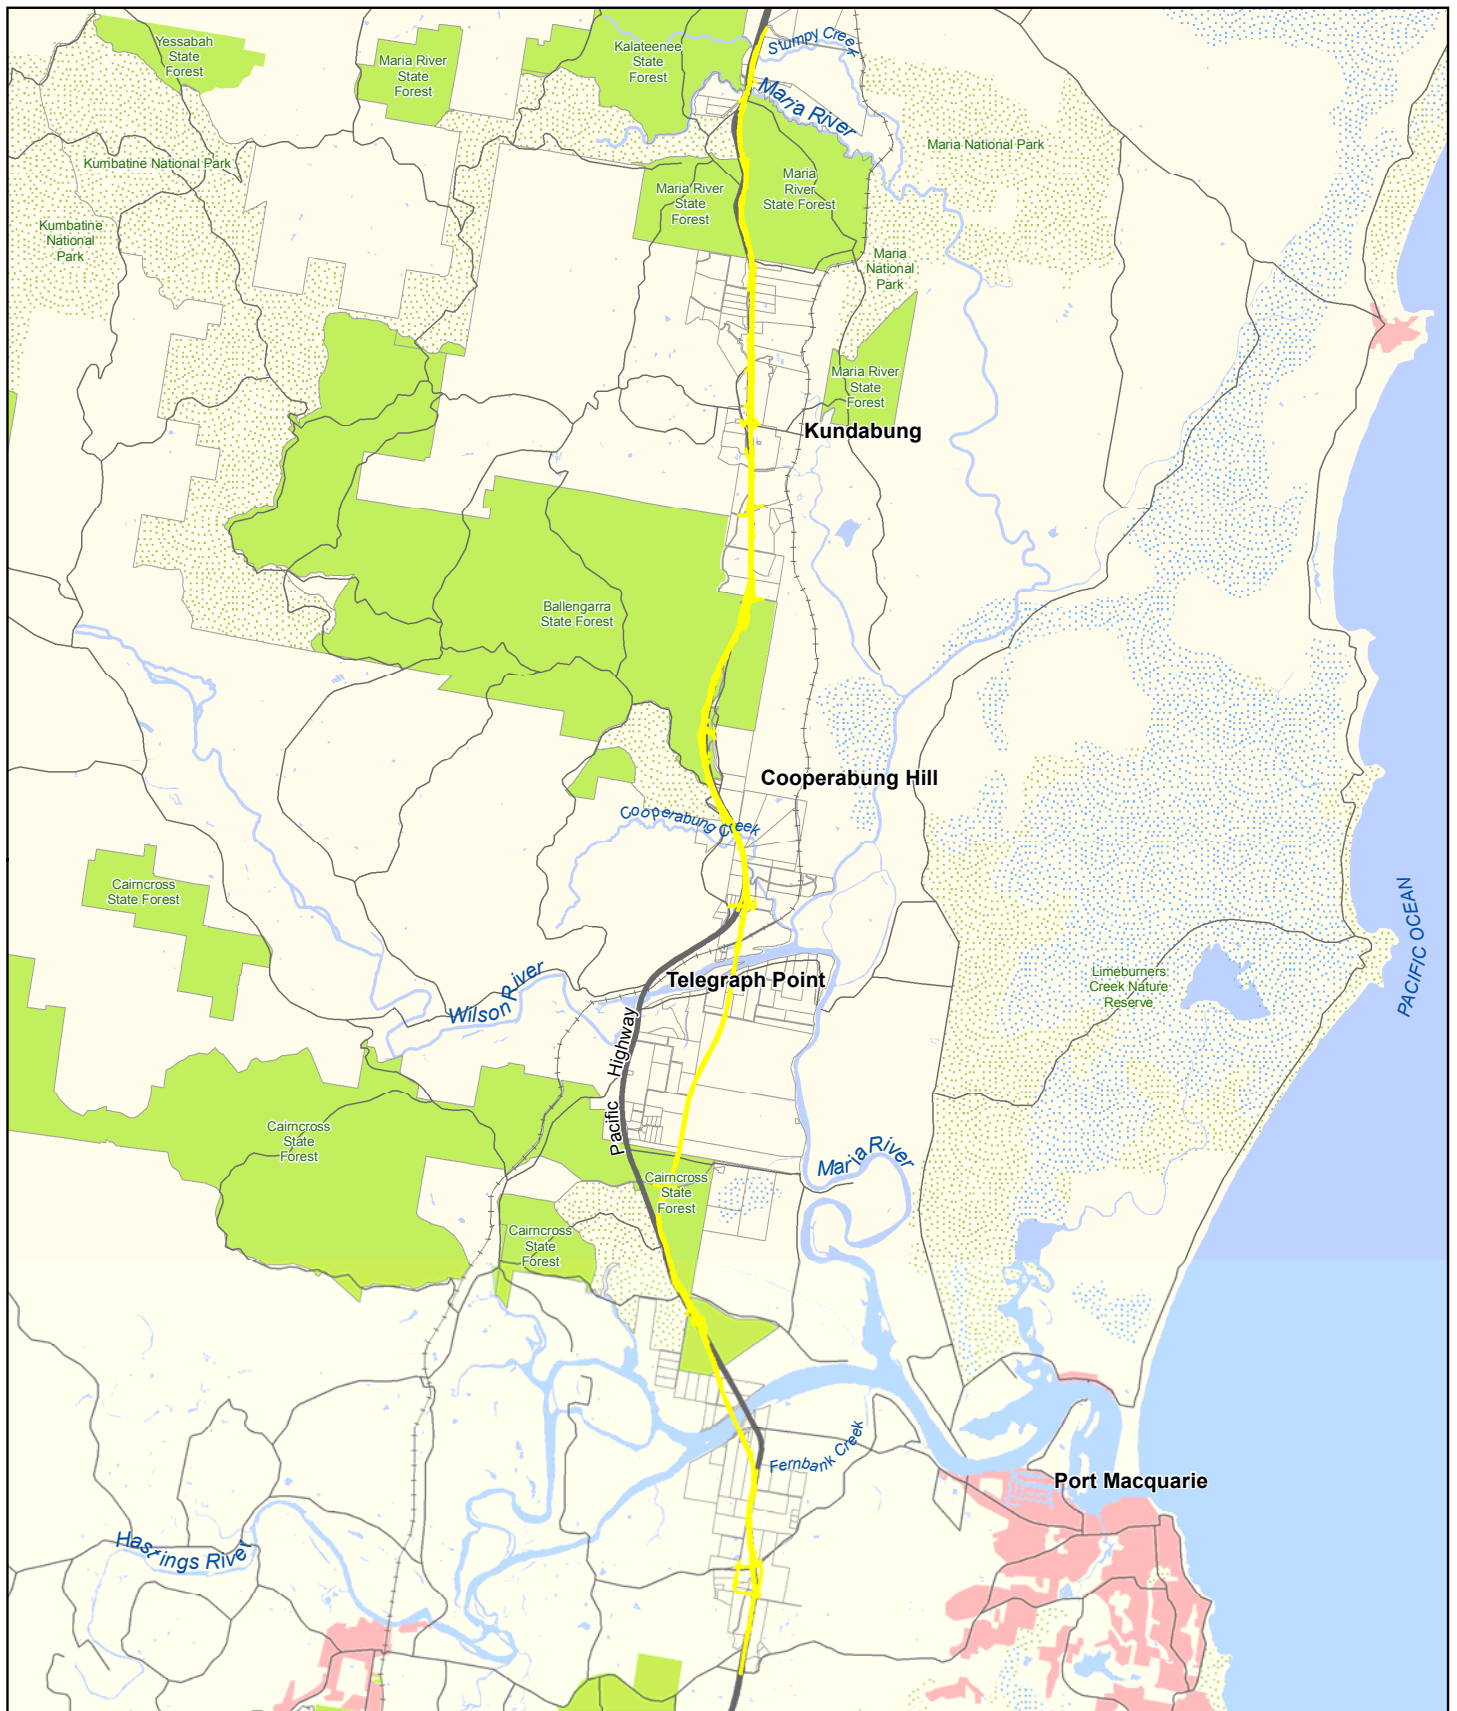 Yessabah
State
Forest
Maria River
State
Forest
Kalateenee
State
Forest
Stumpy Creek
Maria River
Maria National Park
Kumbatine National Park
Maria River
State
Forest
Maria
River
State Forest
Kumbatine
National
Park
Maria
National
Park
Maria River
State
Forest
Kundabung
Ballengarra
State Forest
Cooperabung Hill
Cooperabung Creek
Cairncross
State Forest
PACIFIC OCEAN
Telegraph Point
Limeburners
Creek Nature
Reserve
Wilson River
Pacific Highway
Cairncross
State
Forest
Maria River
Cairncross
State
Forest
Cairncross
State
Forest
Fernbank Creek
Port Macquarie
Hastings River